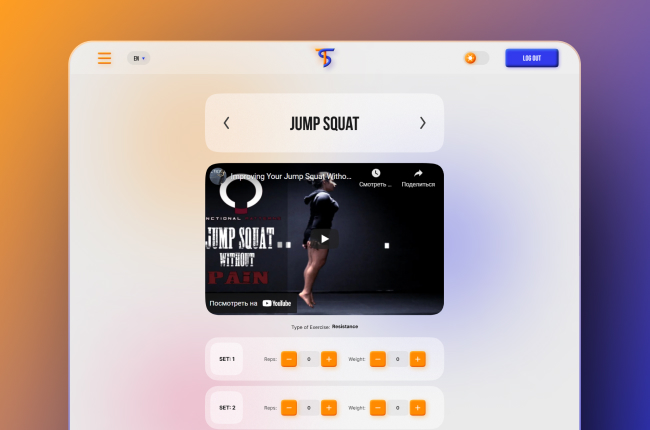 EN
TS
LOG OUT
JUMP SQUAT
Improving Your Jump Squat Witho...
Смотреть ...
Поделиться
JUMP SQUAT
WITHOUT
PAIN
Посмотреть на YouTube
Type of Exercise: Resistance
SET: 1 Reps: − 0 + Weight: − 0 +
SET: 2 Reps: − 0 + Weight: − 0 +